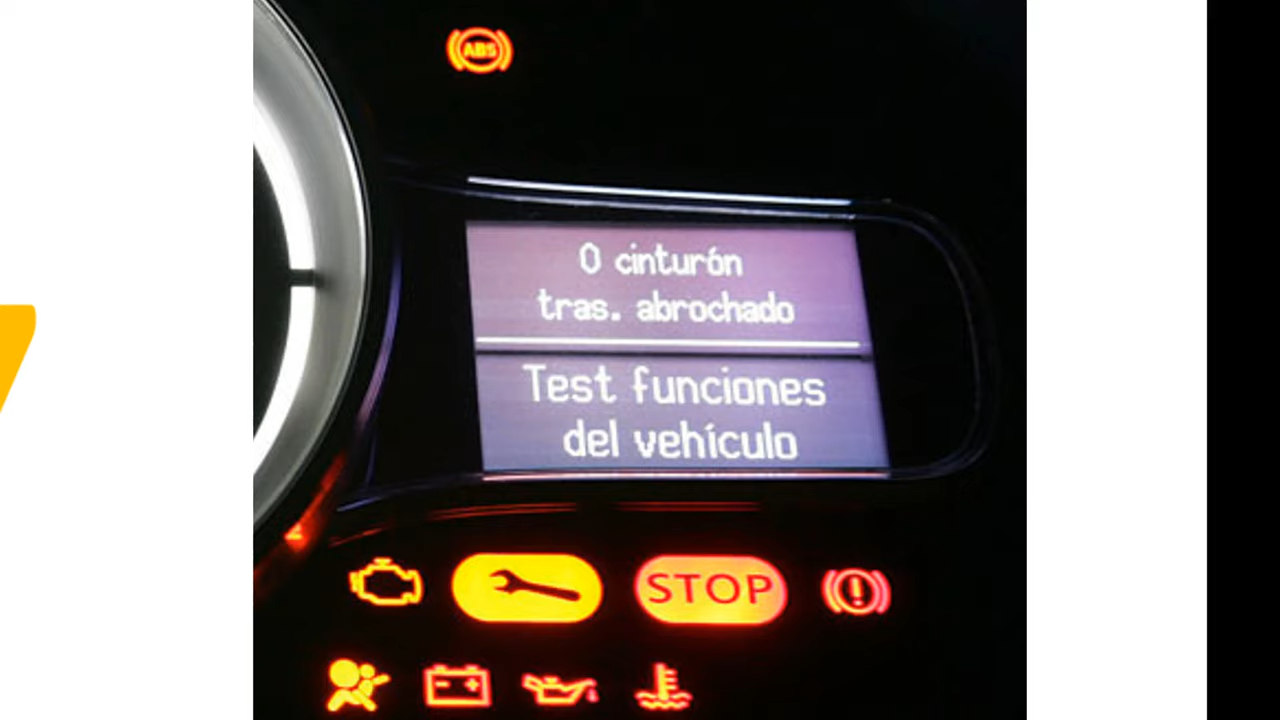 ABS
0 cinturón
tras. abrochado
Test funciones
del vehículo
STOP